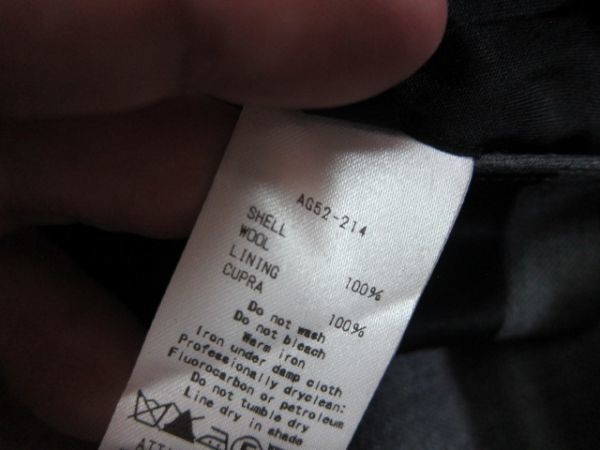 AG52-214
SHELL
WOOL 100%
LINING
CUPRA 100%
Do not wash
Do not bleach
Warm iron
Iron under damp cloth
Professionally dryclean:
Fluorocarbon or petroleum
Do not tumble dry
Line dry in shade